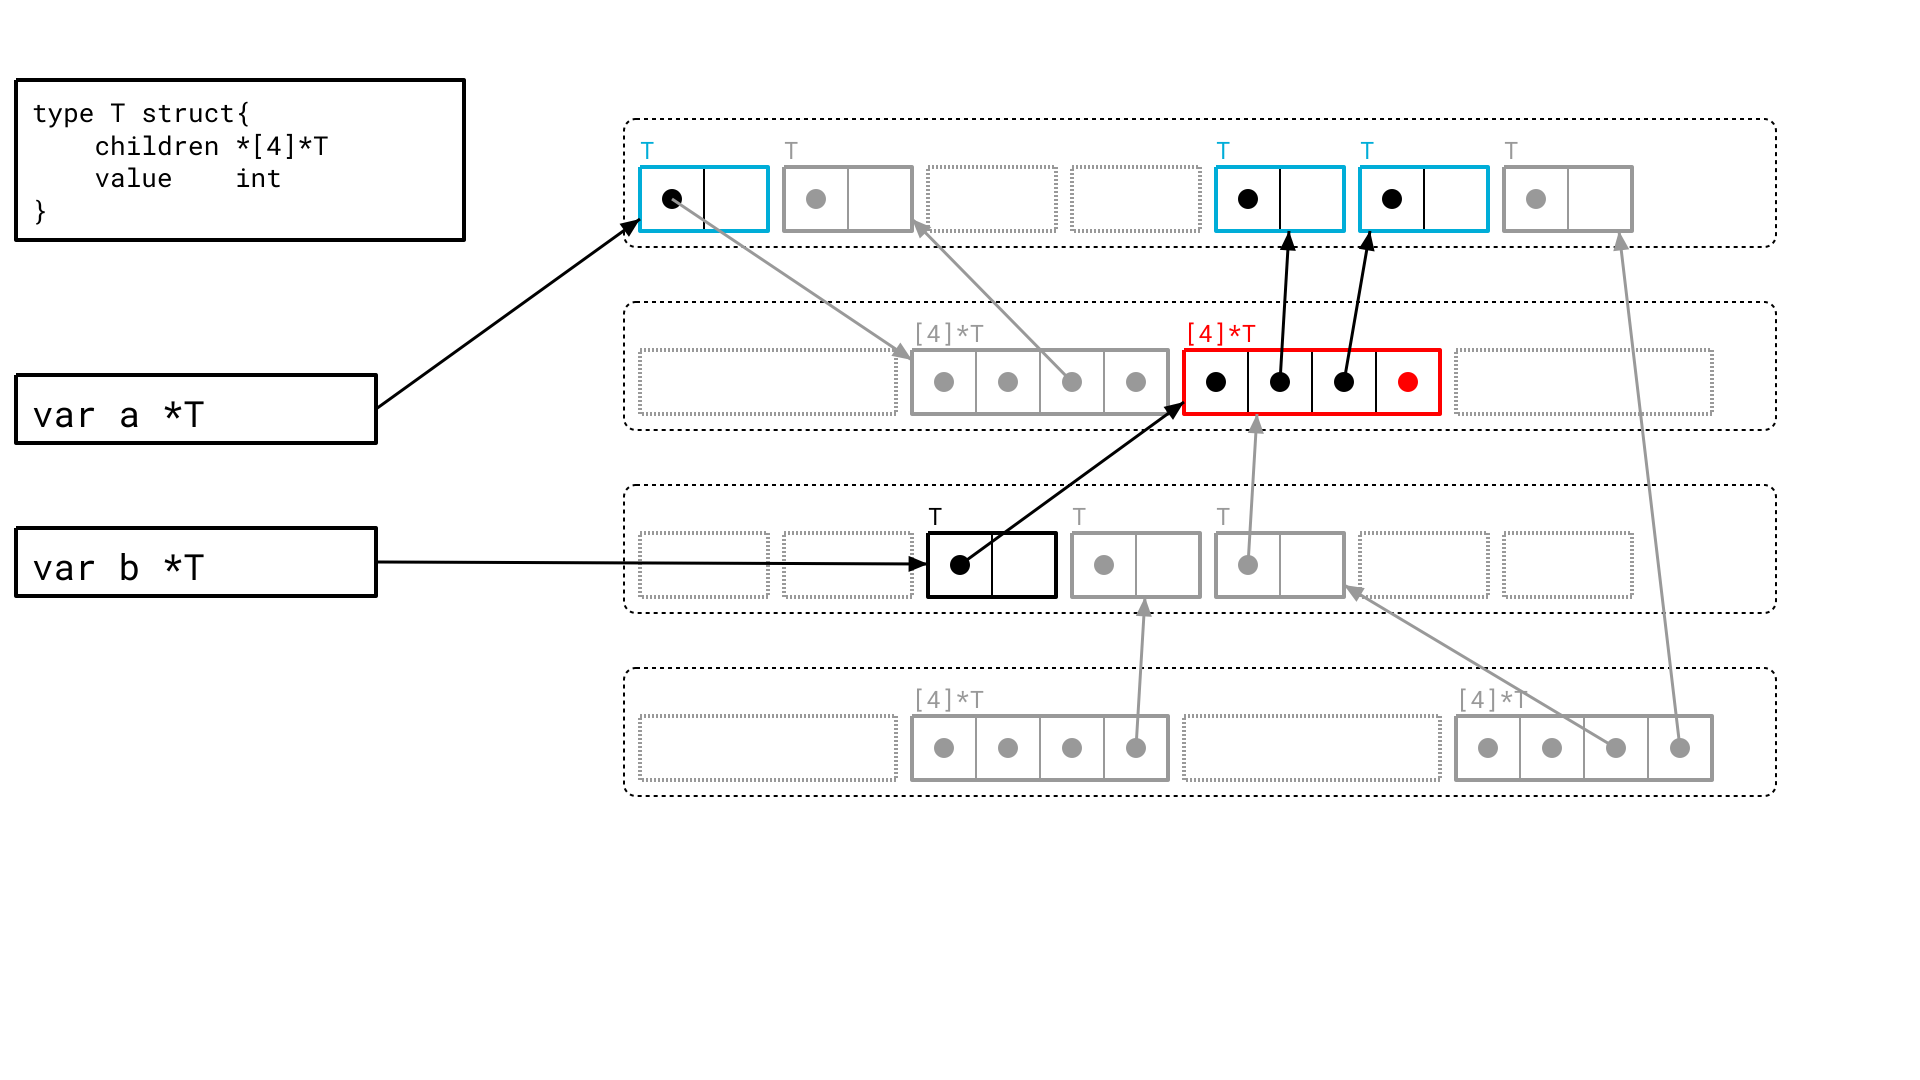 type T struct{
    children *[4]*T
    value    int
}
T T T T T
[4]*T [4]*T
var a *T
T T T
var b *T
[4]*T [4]*T